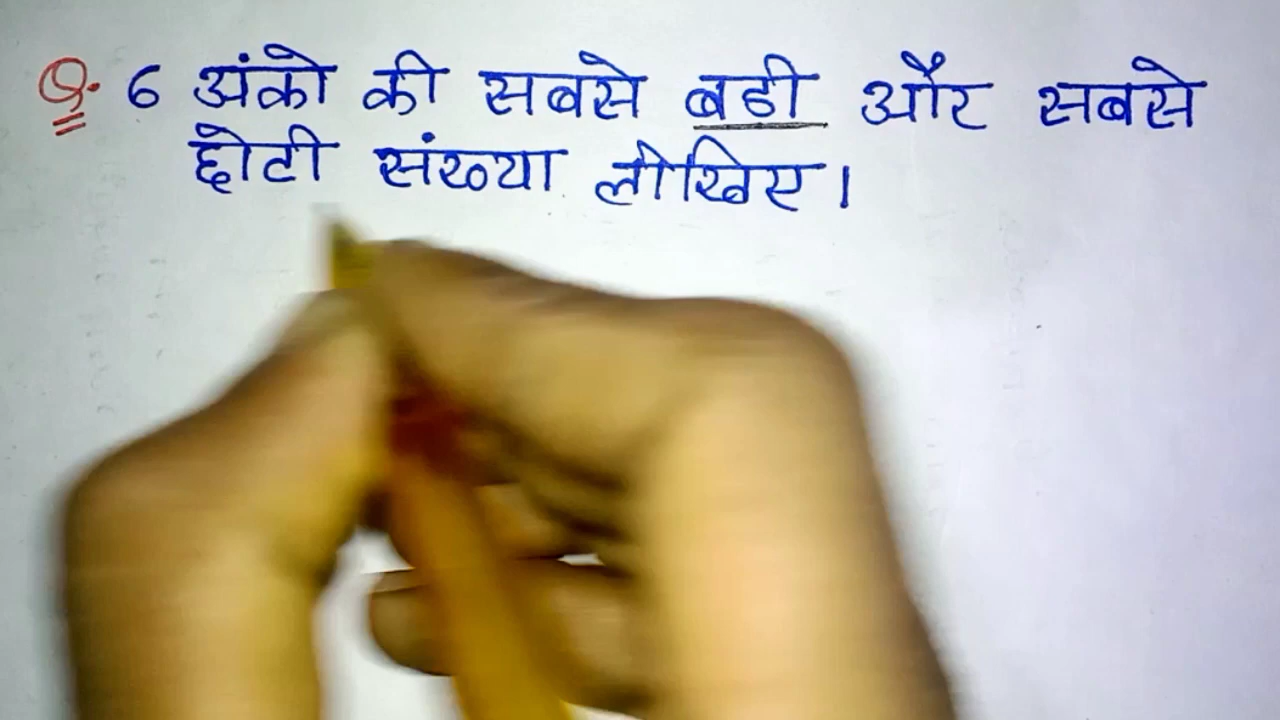 Q. 6 अंको की सबसे बडी और सबसे
छोटी संख्या लीखिए।